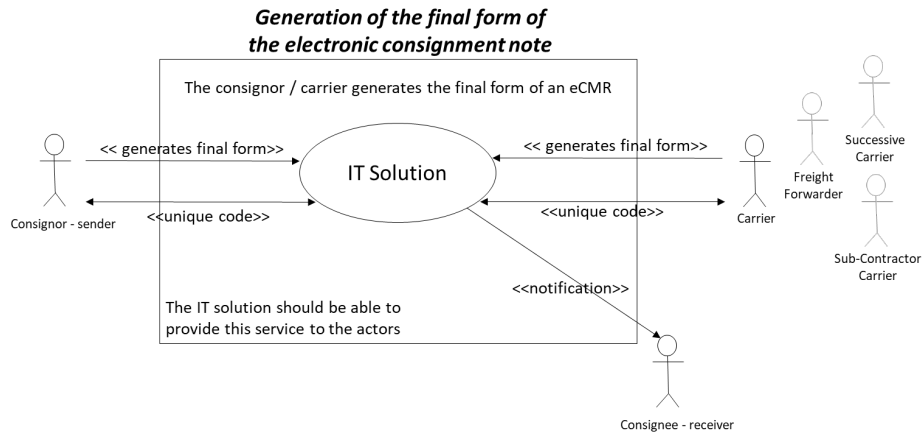 Generation of the final form of
the electronic consignment note
The consignor / carrier generates the final form of an eCMR
<< generates final form>>
<< generates final form>>
IT Solution
Successive
Carrier
Freight
Forwarder
<<unique code>>
<<unique code>>
Consignor - sender
Carrier
Sub-Contractor
Carrier
<<notification>>
The IT solution should be able to
provide this service to the actors
Consignee - receiver